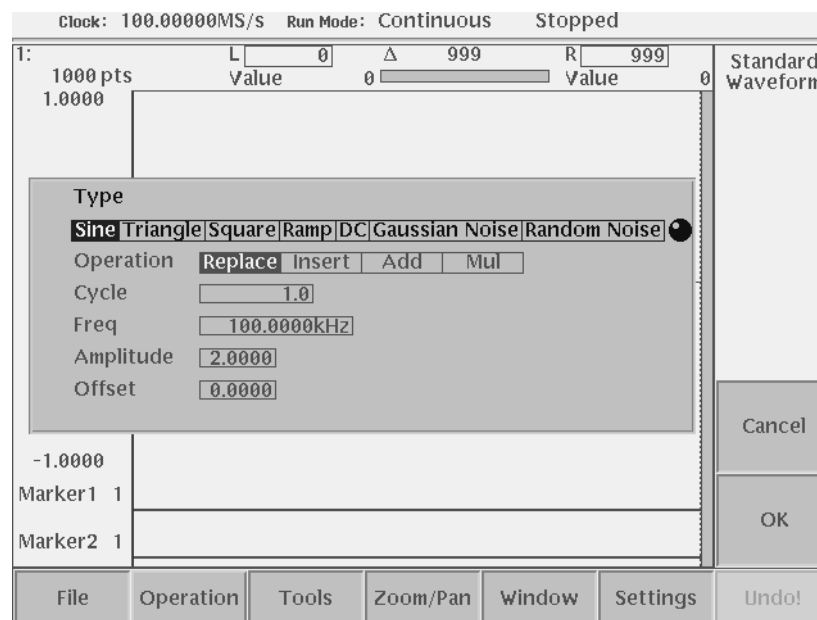 Clock: 100.00000MS/s Run Mode: Continuous Stopped
1: L 0 Δ 999 R 999
1000 pts Value 0 Value 0
1.0000
Standard
Waveform
Type
Sine Triangle Square Ramp DC Gaussian Noise Random Noise
Operation Replace Insert Add Mul
Cycle 1.0
Freq 100.0000kHz
Amplitude 2.0000
Offset 0.0000
Cancel
-1.0000
Marker1 1
OK
Marker2 1
File Operation Tools Zoom/Pan Window Settings Undo!